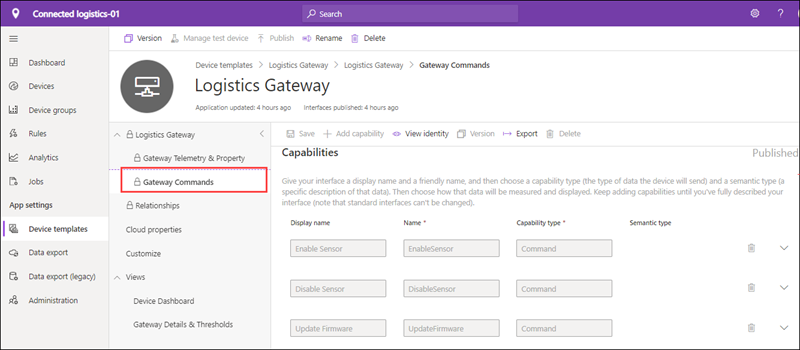 Connected logistics-01
Search
?
Version
Manage test device
Publish
Rename
Delete
Dashboard
Devices
Device groups
Rules
Analytics
Jobs
App settings
Device templates
Data export
Data export (legacy)
Administration
Device templates > Logistics Gateway > Logistics Gateway > Gateway Commands
Logistics Gateway
Application updated: 4 hours ago Interfaces published: 4 hours ago
Logistics Gateway
Gateway Telemetry & Property
Gateway Commands
Relationships
Cloud properties
Customize
Views
Device Dashboard
Gateway Details & Thresholds
Save
Add capability
View identity
Version
Export
Delete
Capabilities
Published
Give your interface a display name and a friendly name, and then choose a capability type (the type of data the device will send) and a semantic type (a
specific description of that data). Then choose how that data will be measured and displayed. Keep adding capabilities until you've fully described your
interface (note that standard interfaces can't be changed).
Display name Name * Capability type * Semantic type
Enable Sensor EnableSensor Command
Disable Sensor DisableSensor Command
Update Firmware UpdateFirmware Command